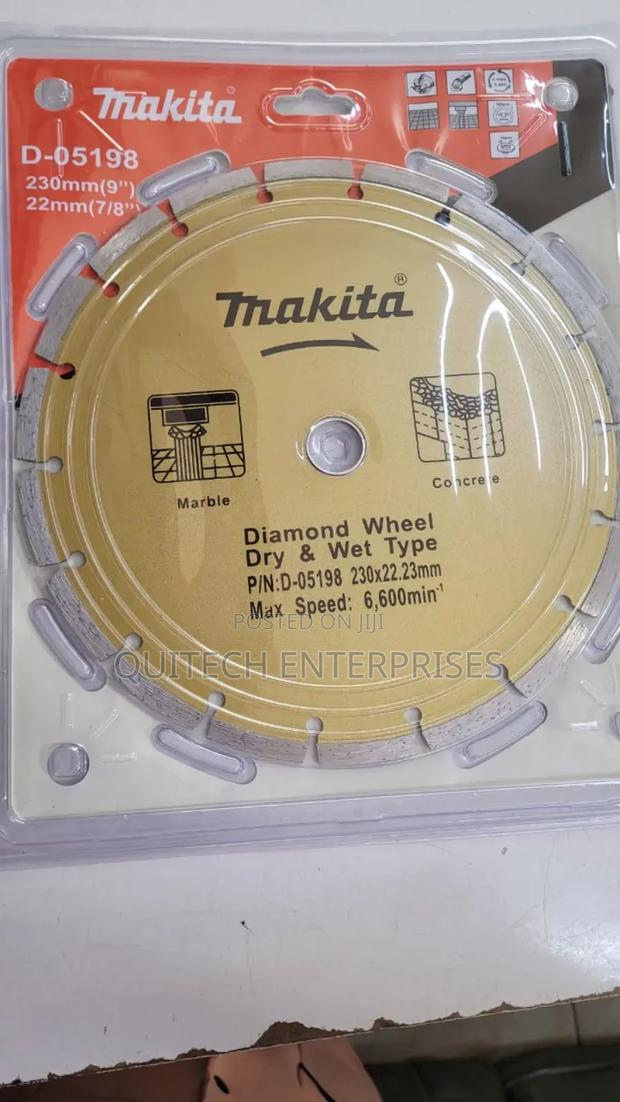 makita
D-05198
230mm(9")
22mm(7/8")
makita®
Marble
Concrete
Diamond Wheel
Dry & Wet Type
P/N:D-05198 230x22.23mm
Max Speed: 6,600min⁻¹
POSTED ON JIJI
QUITECH ENTERPRISES